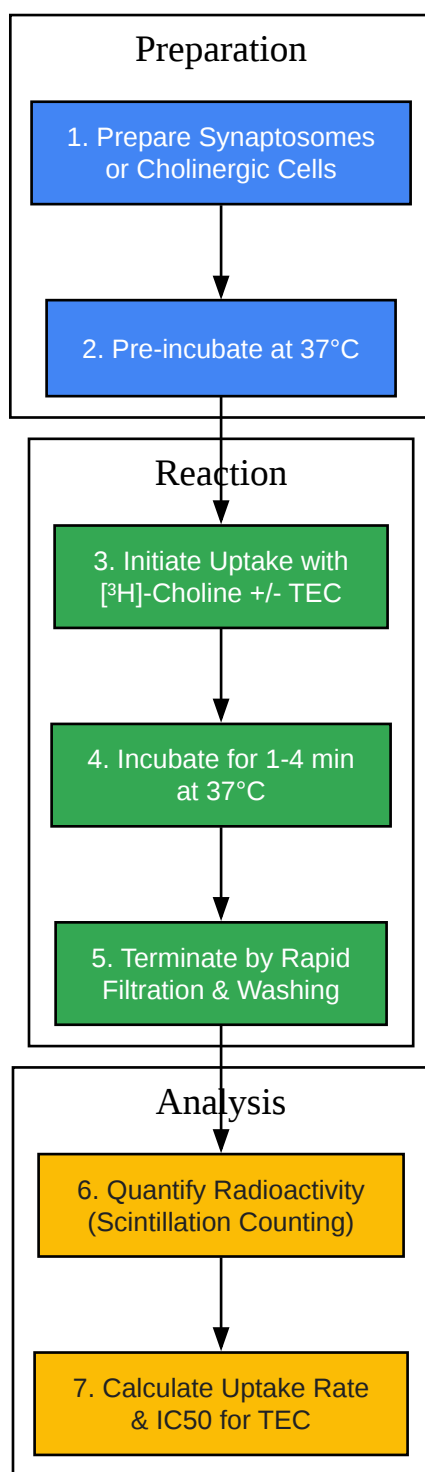 Preparation
1. Prepare Synaptosomes
or Cholinergic Cells
2. Pre-incubate at 37°C
Reaction
3. Initiate Uptake with
[³H]-Choline +/- TEC
4. Incubate for 1-4 min
at 37°C
5. Terminate by Rapid
Filtration & Washing
Analysis
6. Quantify Radioactivity
(Scintillation Counting)
7. Calculate Uptake Rate
& IC50 for TEC